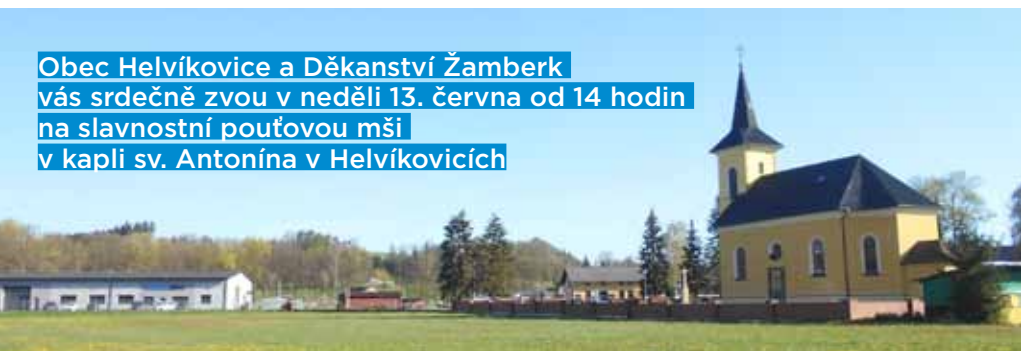 Obec Helvíkovice a Děkanství Žamberk
vás srdečně zvou v neděli 13. června od 14 hodin
na slavnostní pouťovou mši
v kapli sv. Antonína v Helvíkovicích